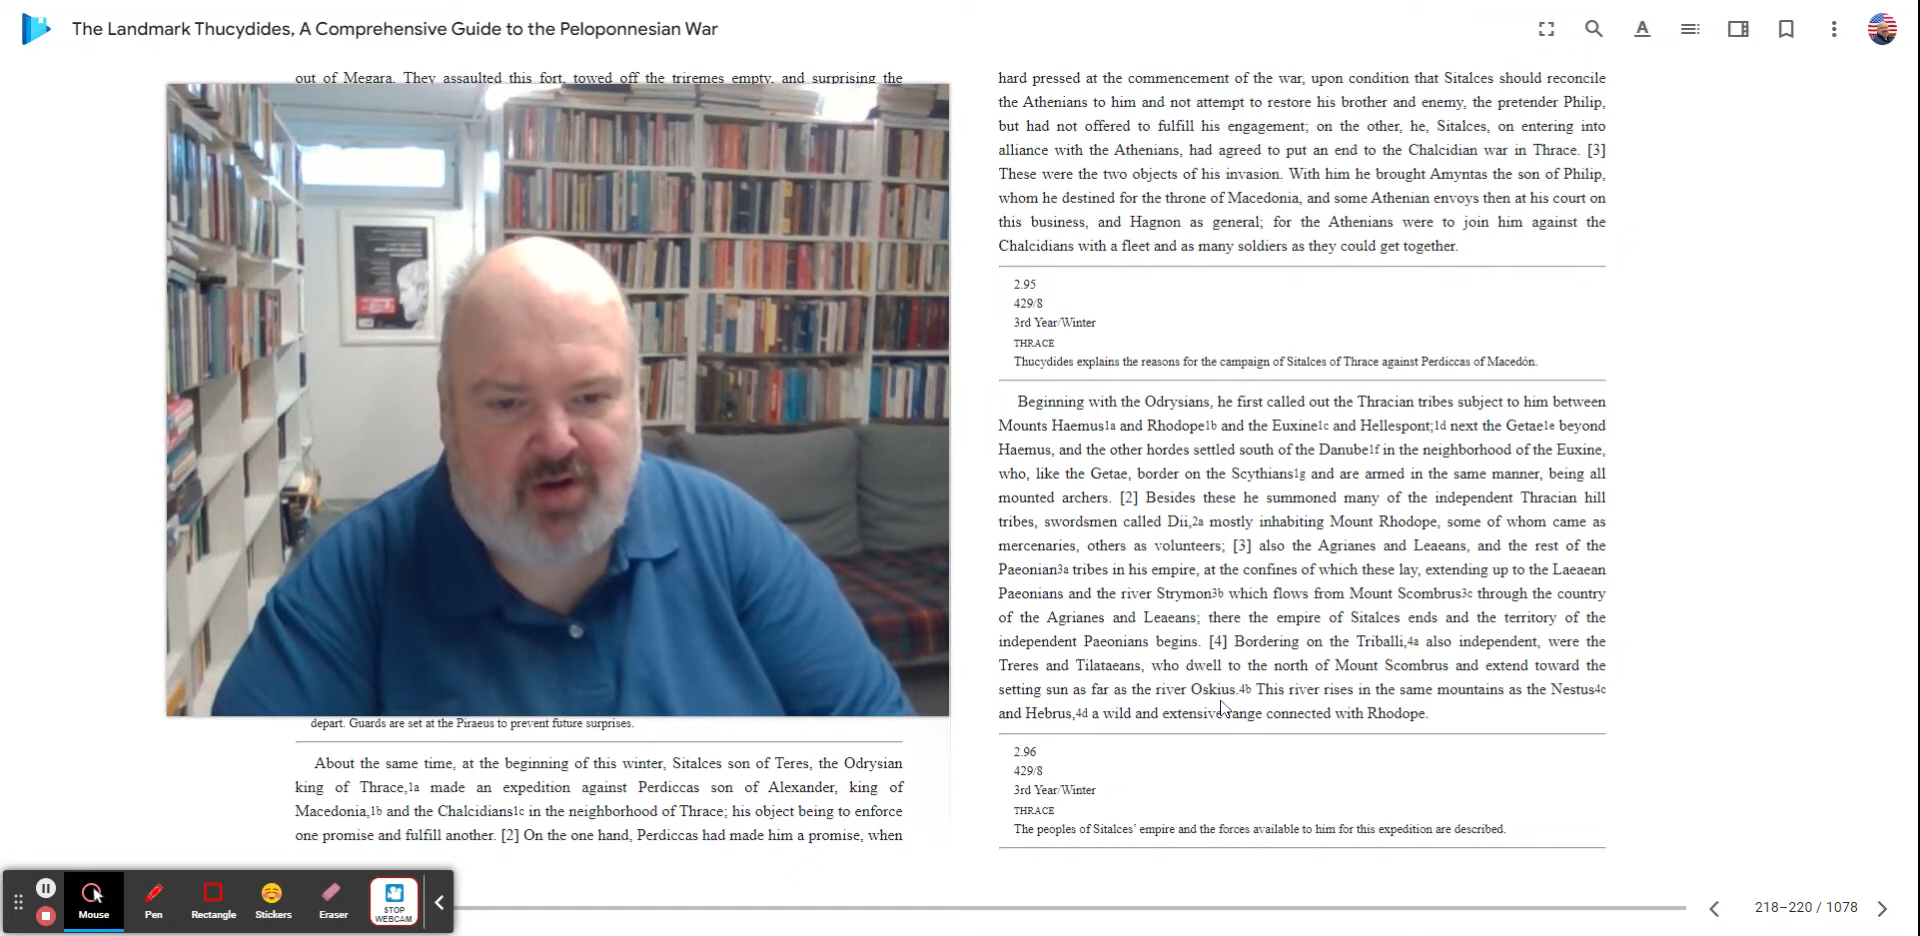 The Landmark Thucydides, A Comprehensive Guide to the Peloponnesian War
out of Megara. They assaulted this fort, towed off the triremes empty, and surprising the
depart. Guards are set at the Piraeus to prevent future surprises.
About the same time, at the beginning of this winter, Sitalces son of Teres, the Odrysian
king of Thrace,1a made an expedition against Perdiccas son of Alexander, king of
Macedonia,1b and the Chalcidians1c in the neighborhood of Thrace; his object being to enforce
one promise and fulfill another. [2] On the one hand, Perdiccas had made him a promise, when
hard pressed at the commencement of the war, upon condition that Sitalces should reconcile
the Athenians to him and not attempt to restore his brother and enemy, the pretender Philip,
but had not offered to fulfill his engagement; on the other, he, Sitalces, on entering into
alliance with the Athenians, had agreed to put an end to the Chalcidian war in Thrace. [3]
These were the two objects of his invasion. With him he brought Amyntas the son of Philip,
whom he destined for the throne of Macedonia, and some Athenian envoys then at his court on
this business, and Hagnon as general; for the Athenians were to join him against the
Chalcidians with a fleet and as many soldiers as they could get together.
2.95
429/8
3rd Year/Winter
THRACE
Thucydides explains the reasons for the campaign of Sitalces of Thrace against Perdiccas of Macedón.
Beginning with the Odrysians, he first called out the Thracian tribes subject to him between
Mounts Haemus1a and Rhodope1b and the Euxine1c and Hellespont;1d next the Getae1e beyond
Haemus, and the other hordes settled south of the Danube1f in the neighborhood of the Euxine,
who, like the Getae, border on the Scythians1g and are armed in the same manner, being all
mounted archers. [2] Besides these he summoned many of the independent Thracian hill
tribes, swordsmen called Dii,2a mostly inhabiting Mount Rhodope, some of whom came as
mercenaries, others as volunteers; [3] also the Agrianes and Leaeans, and the rest of the
Paeonian3a tribes in his empire, at the confines of which these lay, extending up to the Laeaean
Paeonians and the river Strymon3b which flows from Mount Scombrus3c through the country
of the Agrianes and Leaeans; there the empire of Sitalces ends and the territory of the
independent Paeonians begins. [4] Bordering on the Triballi,4a also independent, were the
Treres and Tilataeans, who dwell to the north of Mount Scombrus and extend toward the
setting sun as far as the river Oskius.4b This river rises in the same mountains as the Nestus4c
and Hebrus,4d a wild and extensive range connected with Rhodope.
2.96
429/8
3rd Year/Winter
THRACE
The peoples of Sitalces' empire and the forces available to him for this expedition are described.
Mouse
Pen
Rectangle
Stickers
Eraser
STOP
WEBCAM
218–220 / 1078